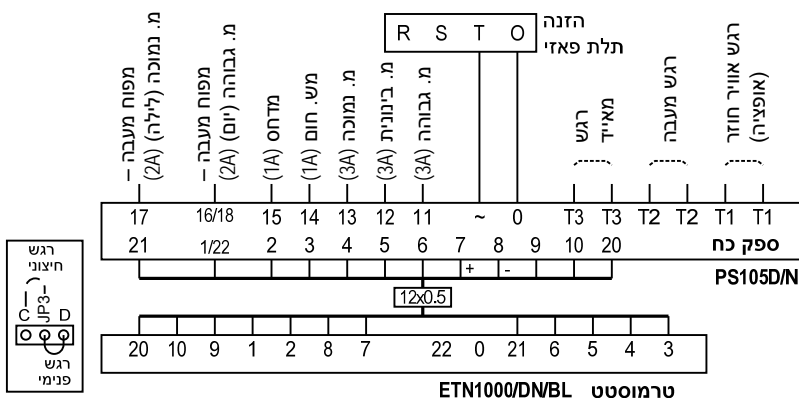 הזנה
תלת פאזי
R S T O
מפוח מעבה –
מ. נמוכה (לילה) (2A)
מפוח מעבה –
מ. גבוהה (יום) (2A)
מדחס (1A)
מש. חום (1A)
מ. נמוכה (3A)
מ. בינונית (3A)
מ. גבוהה (3A)
רגש
מאייד
רגש מעבה
רגש אוויר חוזר
(אופציה)
17 16/18 15 14 13 12 11 ~ 0 T3 T3 T2 T2 T1 T1
21 1/22 2 3 4 5 6 7 8 9 10 20 ספק כח
+ -
PS105D/N
12x0.5
20 10 9 1 2 8 7 22 0 21 6 5 4 3
ETN1000/DN/BL טרמוסטט
רגש
חיצוני
C JP3 D
רגש
פנימי